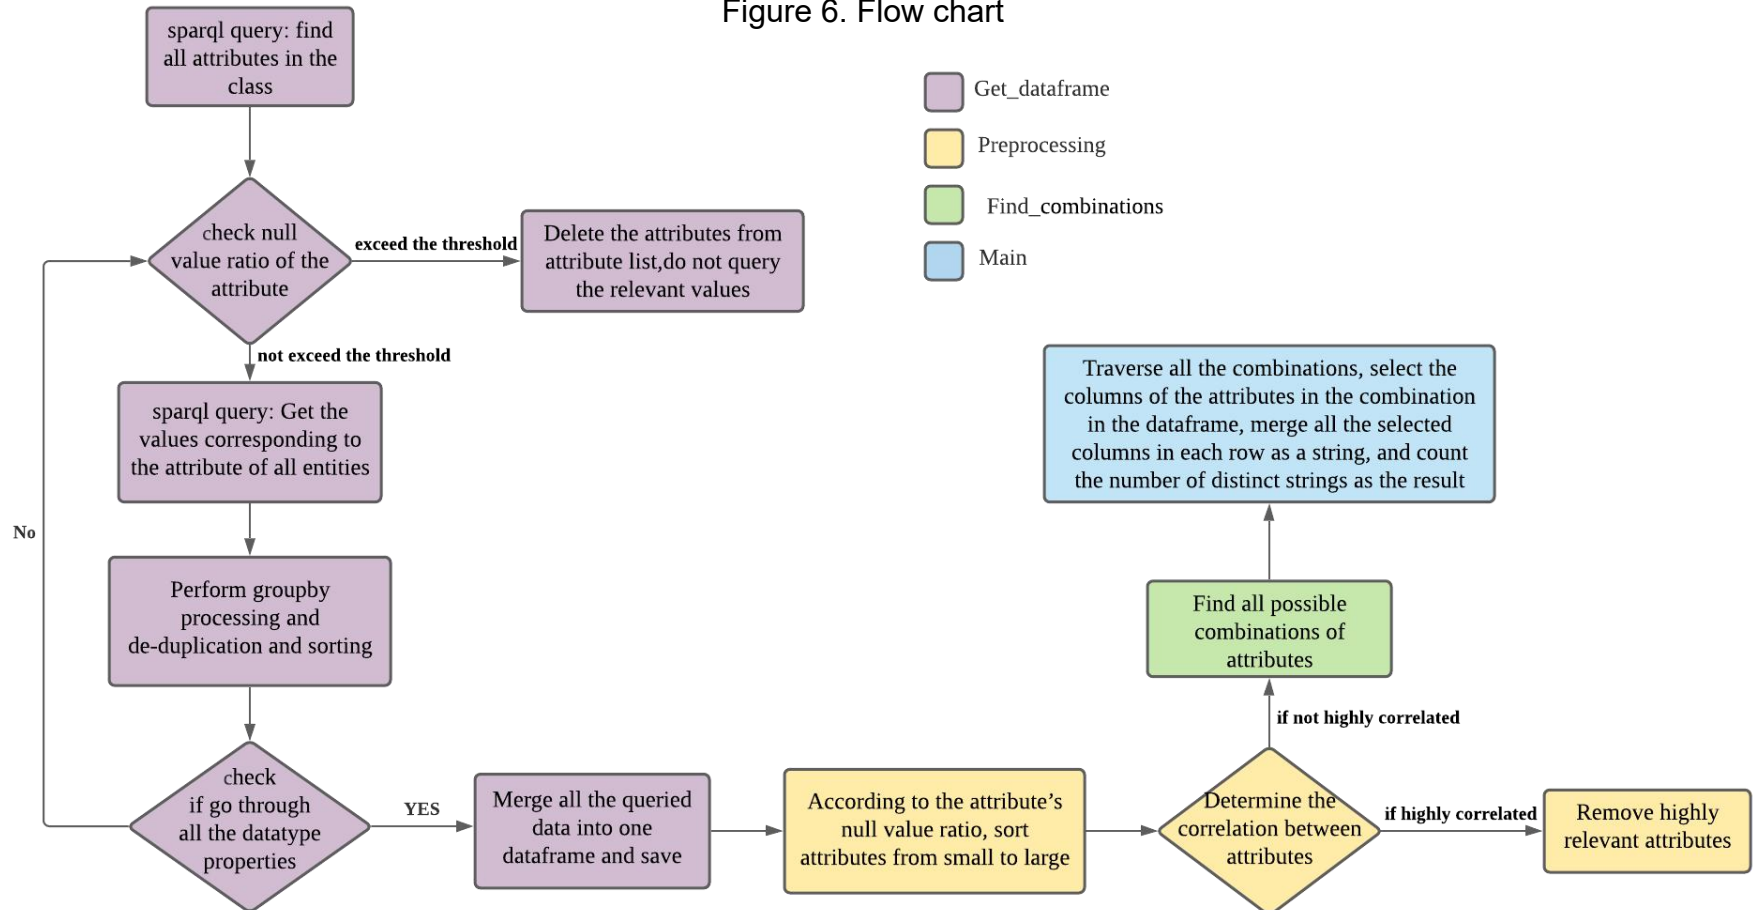 Figure 6. Flow chart
sparql query: find
all attributes in the
class
Get_dataframe
Preprocessing
Find_combinations
Main
check null
value ratio of the
attribute
exceed the threshold
Delete the attributes from
attribute list,do not query
the relevant values
not exceed the threshold
sparql query: Get the
values corresponding to
the attribute of all entities
No
Perform groupby
processing and
de-duplication and sorting
check
if go through
all the datatype
properties
YES
Merge all the queried
data into one
dataframe and save
According to the attribute’s
null value ratio, sort
attributes from small to large
Determine the
correlation between
attributes
if highly correlated
Remove highly
relevant attributes
if not highly correlated
Find all possible
combinations of
attributes
Traverse all the combinations, select the
columns of the attributes in the combination
in the dataframe, merge all the selected
columns in each row as a string, and count
the number of distinct strings as the result